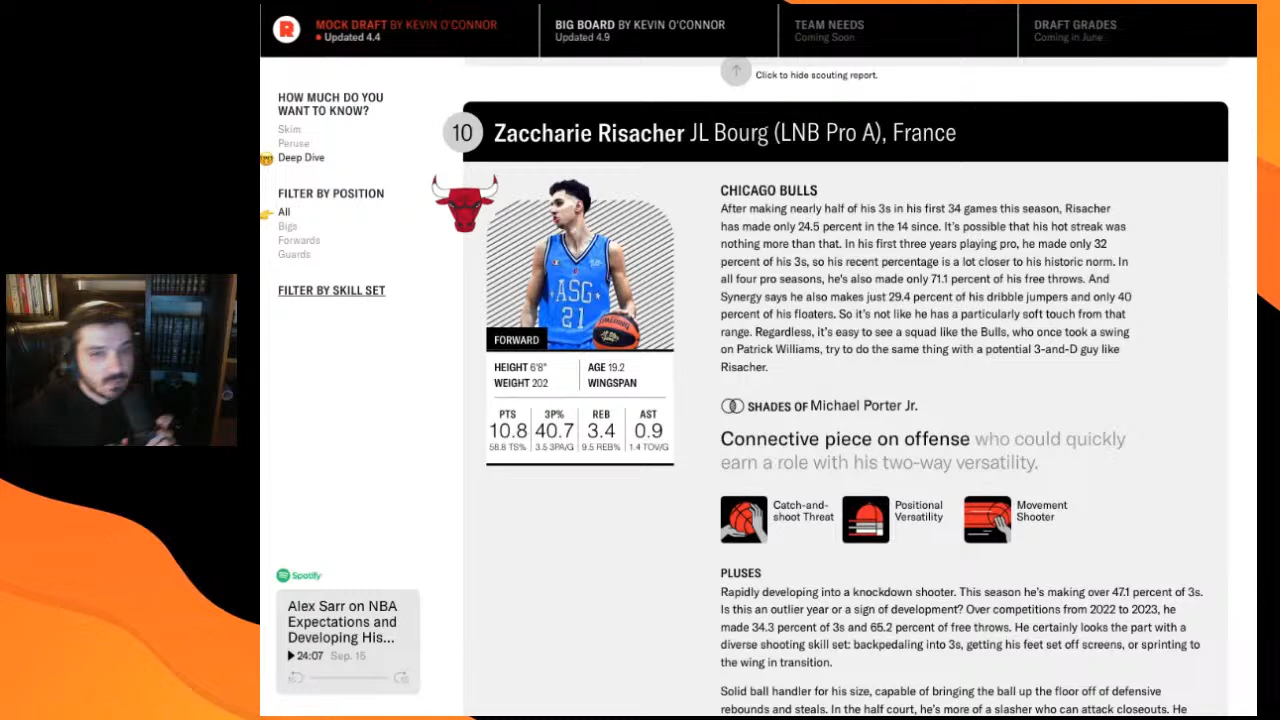 R
MOCK DRAFT BY KEVIN O'CONNOR
Updated 4.4
BIG BOARD BY KEVIN O'CONNOR
Updated 4.9
TEAM NEEDS
Coming Soon
DRAFT GRADES
Coming in June
Click to hide scouting report.
HOW MUCH DO YOU
WANT TO KNOW?
Skim
Peruse
Deep Dive
FILTER BY POSITION
All
Bigs
Forwards
Guards
FILTER BY SKILL SET
10
Zaccharie Risacher JL Bourg (LNB Pro A), France
ASG
21
FORWARD
HEIGHT 6'8"
WEIGHT 202
AGE 19.2
WINGSPAN
PTS
10.8
58.8 TS%
3P%
40.7
3.5 3PA/G
REB
3.4
9.5 REB%
AST
0.9
1.4 TOV/G
CHICAGO BULLS
After making nearly half of his 3s in his first 34 games this season, Risacher
has made only 24.5 percent in the 14 since. It's possible that his hot streak was
nothing more than that. In his first three years playing pro, he made only 32
percent of his 3s, so his recent percentage is a lot closer to his historic norm. In
all four pro seasons, he's also made only 71.1 percent of his free throws. And
Synergy says he also makes just 29.4 percent of his dribble jumpers and only 40
percent of his floaters. So it's not like he has a particularly soft touch from that
range. Regardless, it's easy to see a squad like the Bulls, who once took a swing
on Patrick Williams, try to do the same thing with a potential 3-and-D guy like
Risacher.
SHADES OF Michael Porter Jr.
Connective piece on offense who could quickly
earn a role with his two-way versatility.
Catch-and-
shoot Threat
Positional
Versatility
Movement
Shooter
PLUSES
Rapidly developing into a knockdown shooter. This season he's making over 47.1 percent of 3s.
Is this an outlier year or a sign of development? Over competitions from 2022 to 2023, he
made 34.3 percent of 3s and 65.2 percent of free throws. He certainly looks the part with a
diverse shooting skill set: backpedaling into 3s, getting his feet set off screens, or sprinting to
the wing in transition.
Solid ball handler for his size, capable of bringing the ball up the floor off of defensive
rebounds and steals. In the half court, he's more of a slasher who can attack closeouts. He
Spotify
Alex Sarr on NBA
Expectations and
Developing His...
24:07 Sep. 15